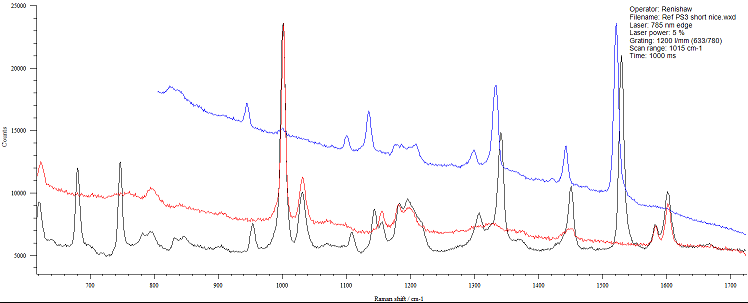 Operator: Renishaw
Filename: Ref PS3 short nice.wxd
Laser: 785 nm edge
Laser power: 5 %
Grating: 1200 l/mm (633/780)
Scan range: 1015 cm-1
Time: 1000 ms
25000
20000
15000
10000
5000
Counts
700 800 900 1000 1100 1200 1300 1400 1500 1600 1700
Raman shift / cm-1